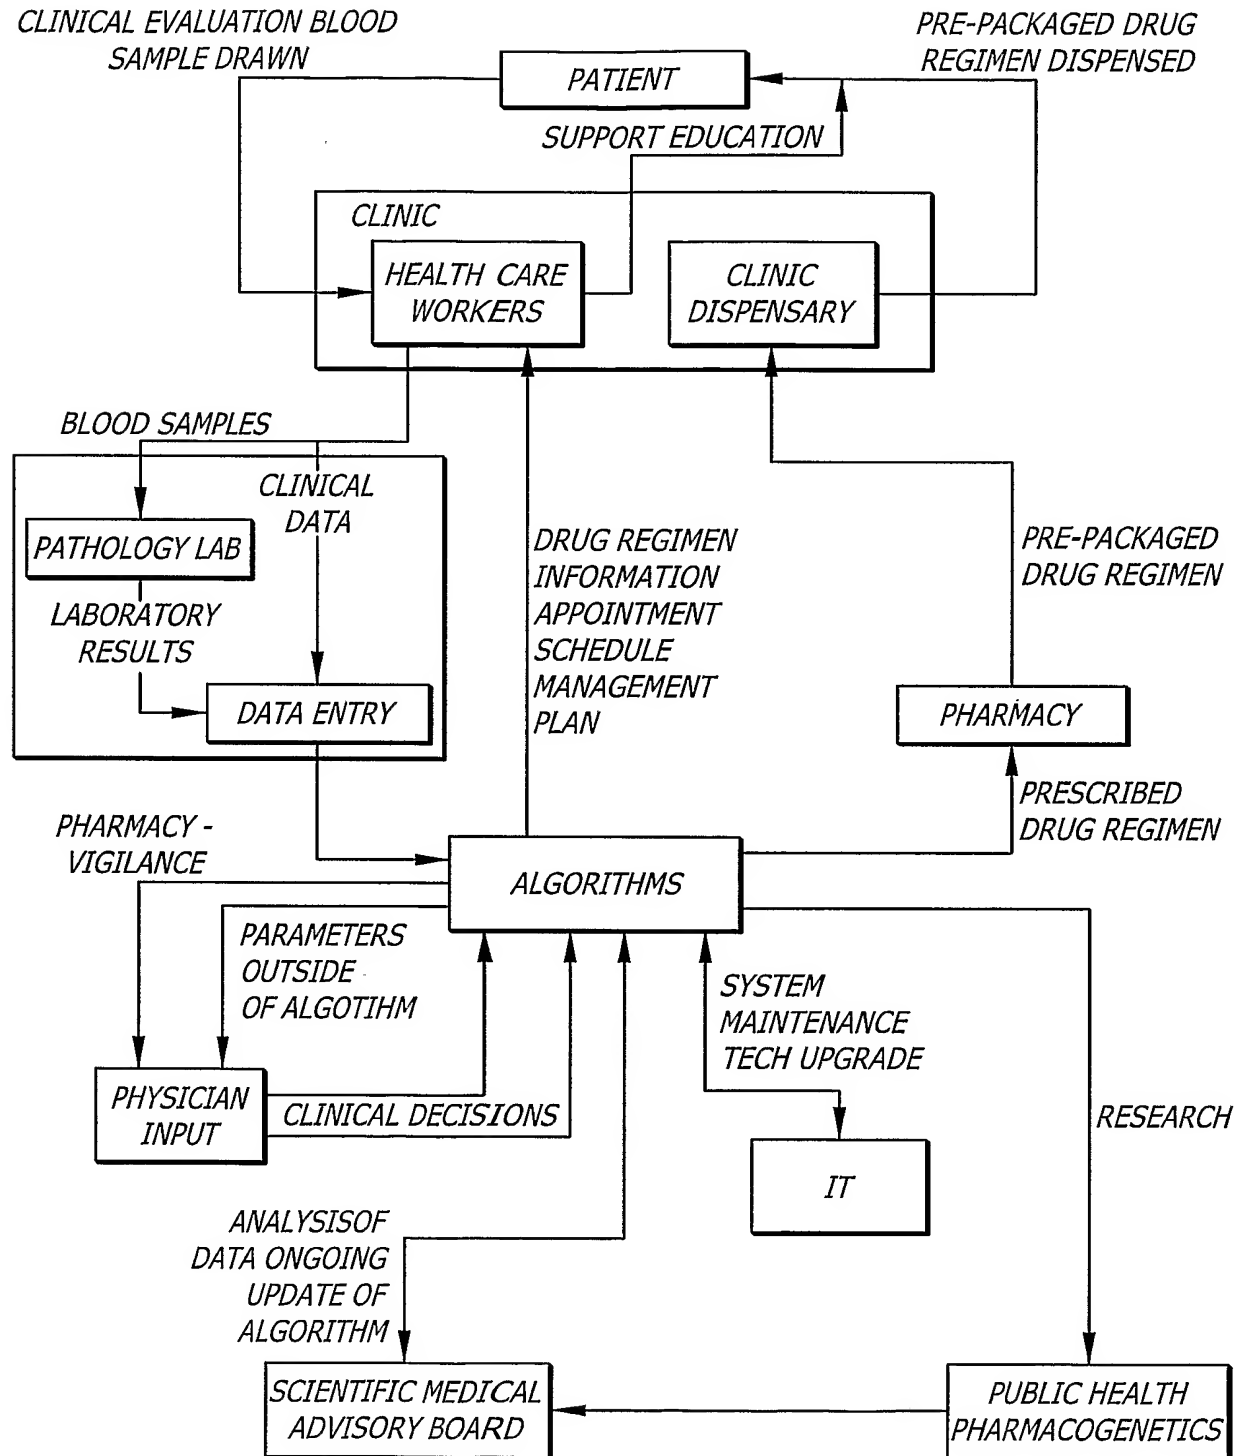 CLINICAL EVALUATION BLOOD
SAMPLE DRAWN
PRE-PACKAGED DRUG
REGIMEN DISPENSED
PATIENT
SUPPORT EDUCATION
CLINIC
HEALTH CARE
WORKERS
CLINIC
DISPENSARY
BLOOD SAMPLES
CLINICAL
DATA
PATHOLOGY LAB
LABORATORY
RESULTS
DATA ENTRY
DRUG REGIMEN
INFORMATION
APPOINTMENT
SCHEDULE
MANAGEMENT
PLAN
PRE-PACKAGED
DRUG REGIMEN
PHARMACY
PRESCRIBED
DRUG REGIMEN
PHARMACY -
VIGILANCE
ALGORITHMS
PARAMETERS
OUTSIDE
OF ALGOTIHM
SYSTEM
MAINTENANCE
TECH UPGRADE
PHYSICIAN
INPUT
CLINICAL DECISIONS
RESEARCH
IT
ANALYSISOF
DATA ONGOING
UPDATE OF
ALGORITHM
SCIENTIFIC MEDICAL
ADVISORY BOARD
PUBLIC HEALTH
PHARMACOGENETICS